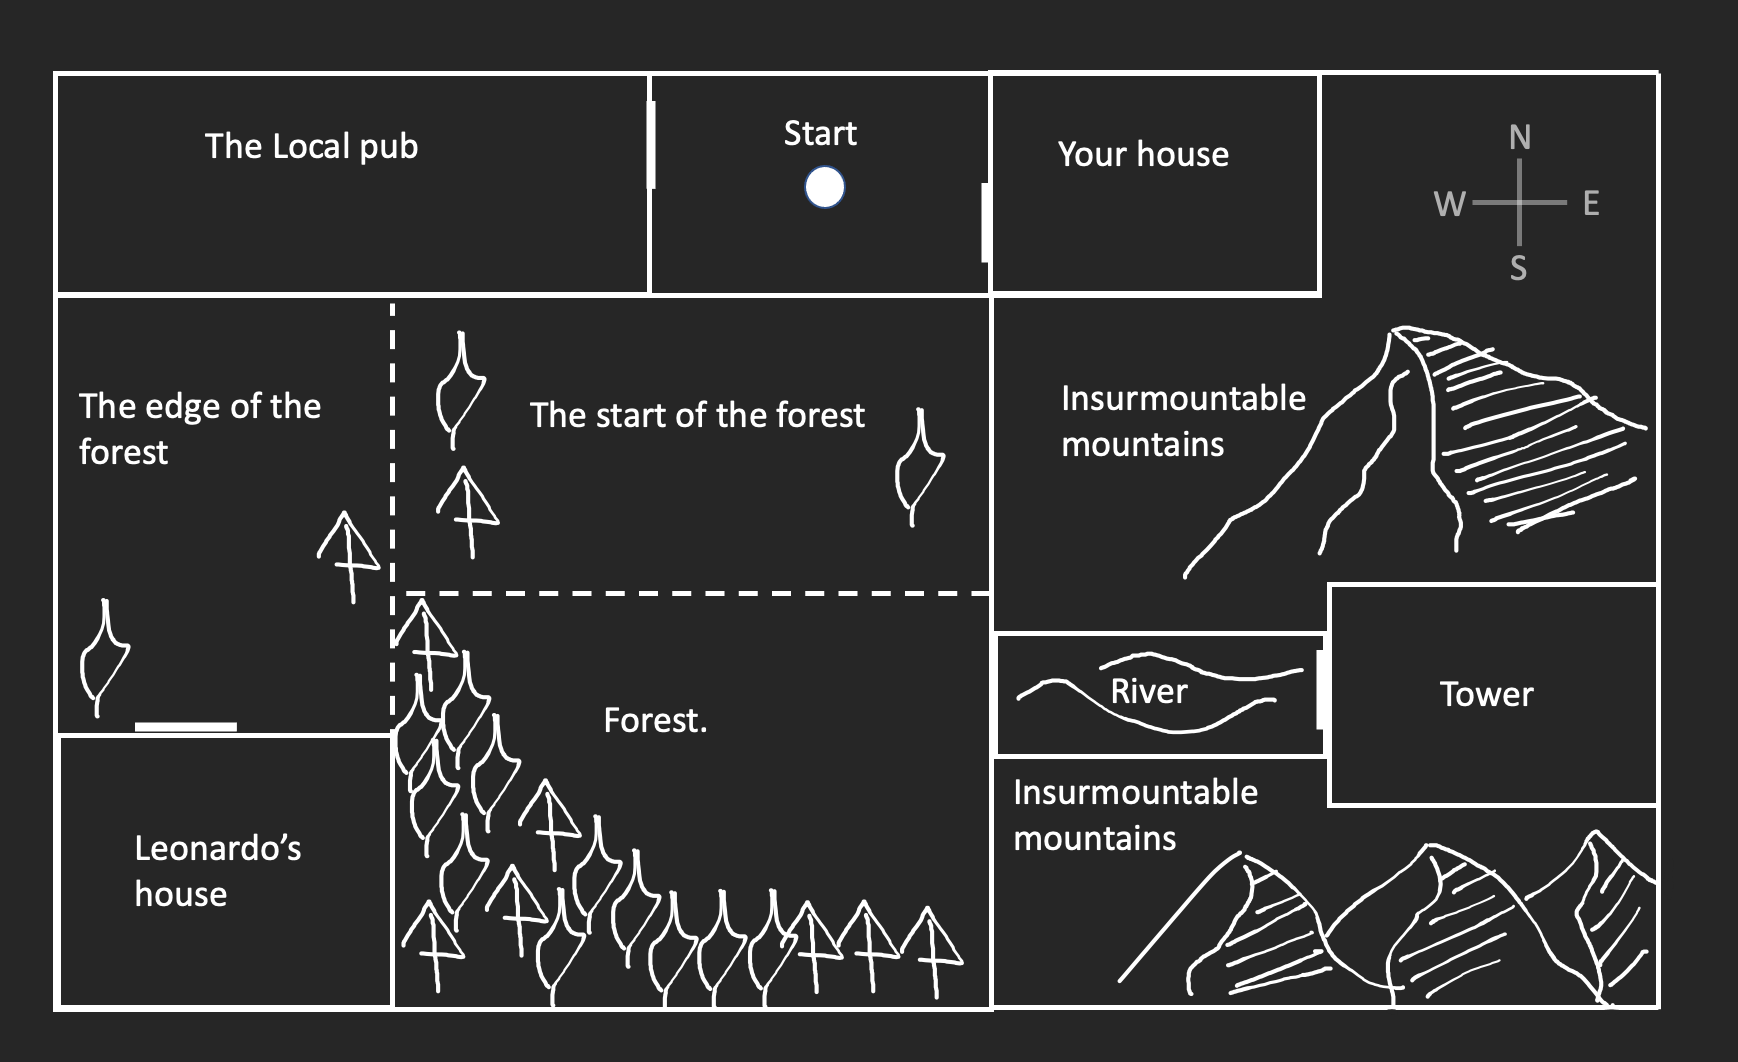 The Local pub
Start
Your house
N
W
E
S
The edge of the
forest
The start of the forest
Insurmountable
mountains
Forest.
River
Tower
Leonardo’s
house
Insurmountable
mountains